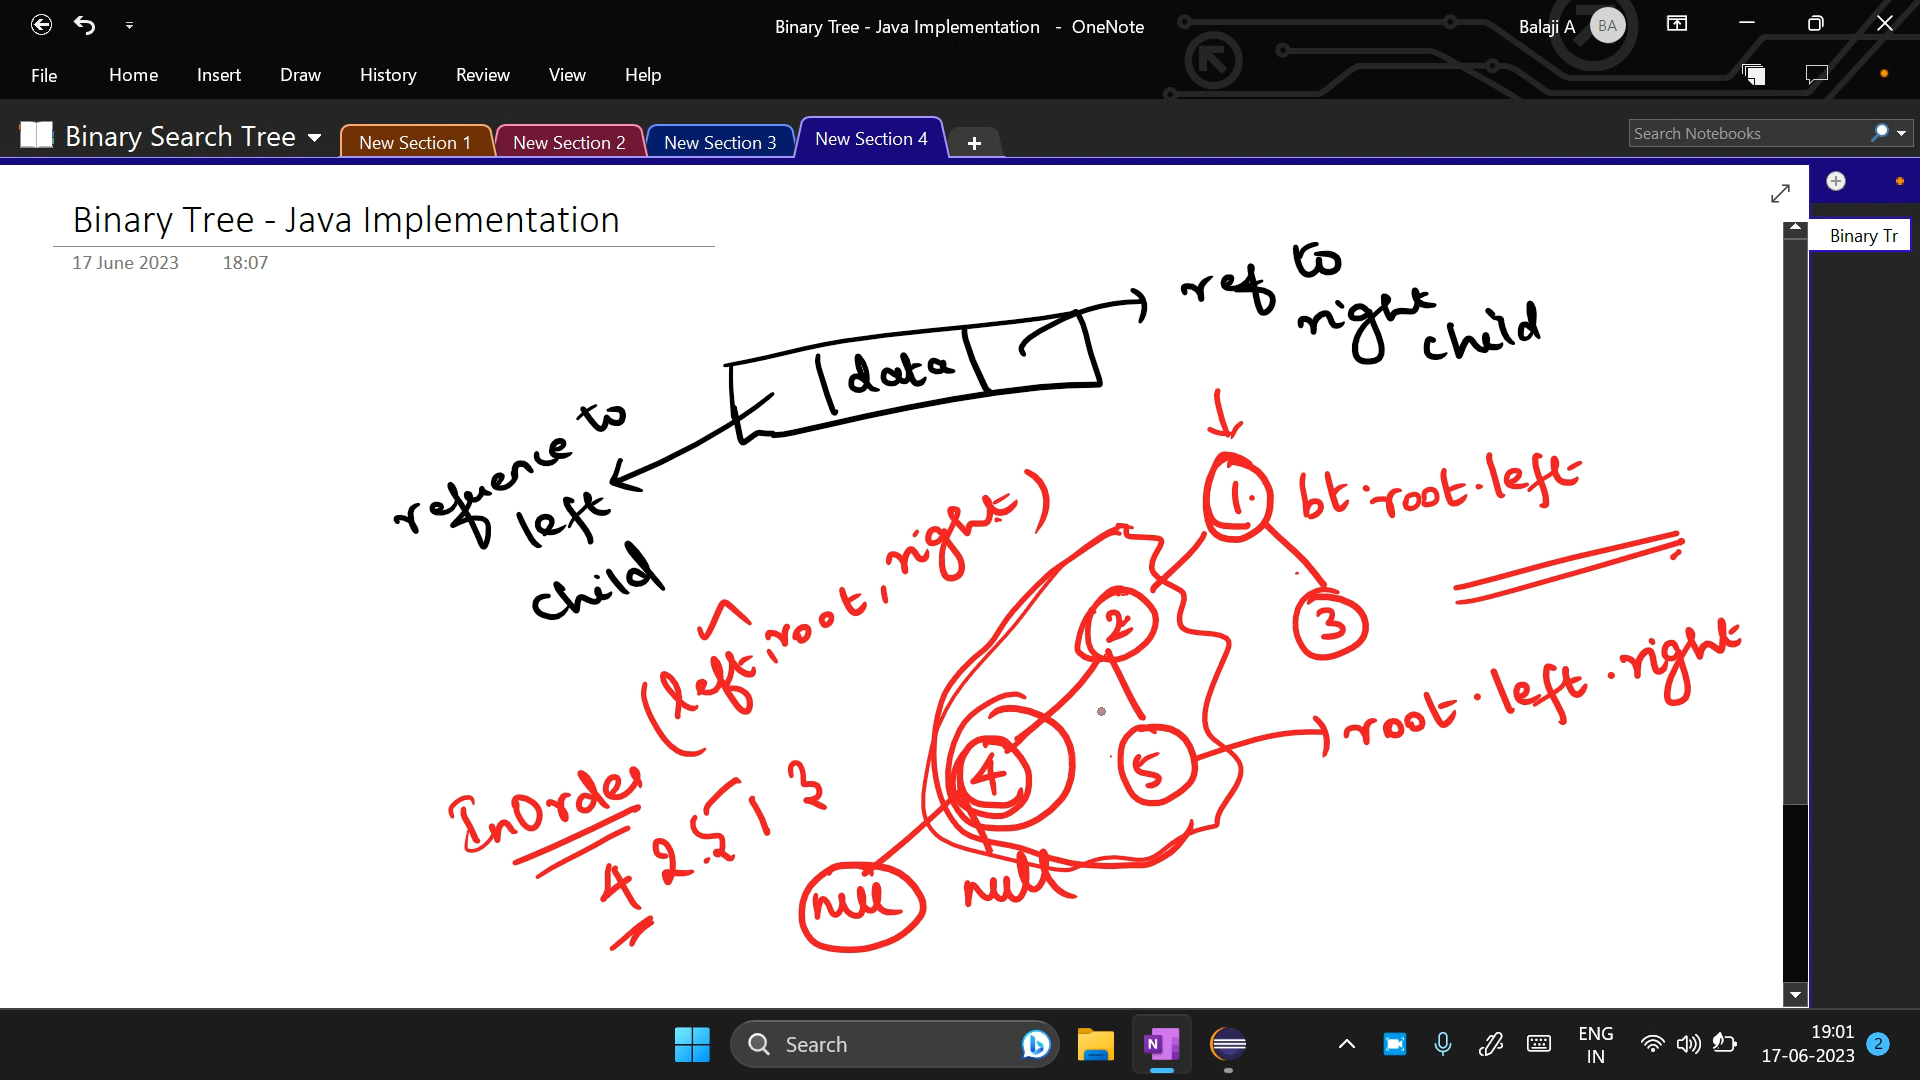 Binary Tree - Java Implementation - OneNote
Balaji A
BA
File Home Insert Draw History Review View Help
Binary Search Tree
New Section 1
New Section 2
New Section 3
New Section 4
+
Search Notebooks
Binary Tree - Java Implementation
17 June 2023 18:07
Binary Tr
ref to
right
child
data
refuence to
left
child
1.
bt.root.left
(left, root, right)
2
3
root.left.right
4
5
InOrder
4 2 5 1 3
null
null
N
Search
ENG
IN
19:01
17-06-2023
2